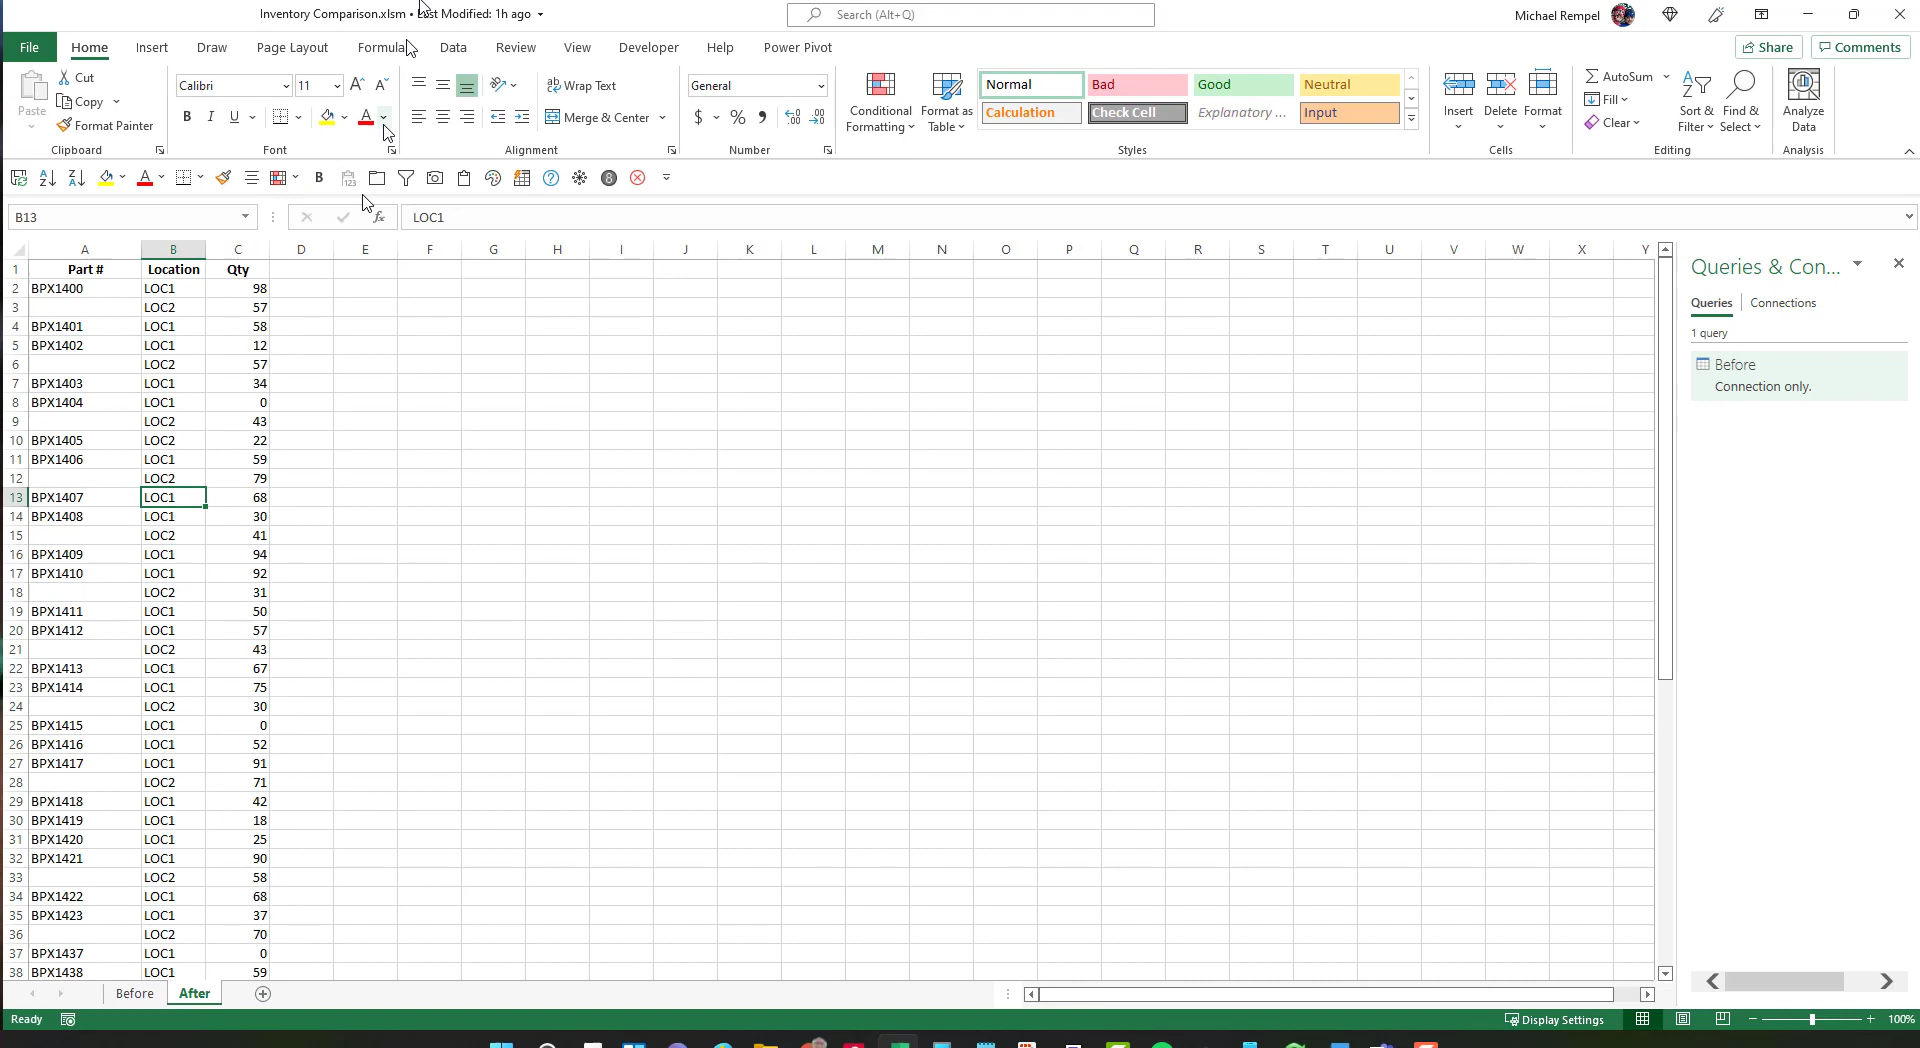 Inventory Comparison.xlsm • Last Modified: 1h ago
Search (Alt+Q)
Michael Rempel
File Home Insert Draw Page Layout Formulas Data Review View Developer Help Power Pivot
Share Comments
Paste
Cut
Copy
Format Painter
Clipboard
Calibri 11
B I U
Font
Wrap Text
Merge & Center
Alignment
General
$ % ,
Number
Conditional Formatting
Format as Table
Normal Bad Good Neutral
Calculation Check Cell Explanatory ... Input
Styles
Insert Delete Format
Cells
AutoSum
Fill
Clear
Sort & Filter
Find & Select
Editing
Analyze Data
Analysis
B13 fx LOC1
A B C D E F G H I J K L M N O P Q R S T U V W X Y
1 Part # Location Qty
2 BPX1400 LOC1 98
3 LOC2 57
4 BPX1401 LOC1 58
5 BPX1402 LOC1 12
6 LOC2 57
7 BPX1403 LOC1 34
8 BPX1404 LOC1 0
9 LOC2 43
10 BPX1405 LOC2 22
11 BPX1406 LOC1 59
12 LOC2 79
13 BPX1407 LOC1 68
14 BPX1408 LOC1 30
15 LOC2 41
16 BPX1409 LOC1 94
17 BPX1410 LOC1 92
18 LOC2 31
19 BPX1411 LOC1 50
20 BPX1412 LOC1 57
21 LOC2 43
22 BPX1413 LOC1 67
23 BPX1414 LOC1 75
24 LOC2 30
25 BPX1415 LOC1 0
26 BPX1416 LOC1 52
27 BPX1417 LOC1 91
28 LOC2 71
29 BPX1418 LOC1 42
30 BPX1419 LOC1 18
31 BPX1420 LOC1 25
32 BPX1421 LOC1 90
33 LOC2 58
34 BPX1422 LOC1 68
35 BPX1423 LOC1 37
36 LOC2 70
37 BPX1437 LOC1 0
38 BPX1438 LOC1 59
Queries & Con...
Queries Connections
1 query
Before
Connection only.
Before After
Ready
Display Settings
100%